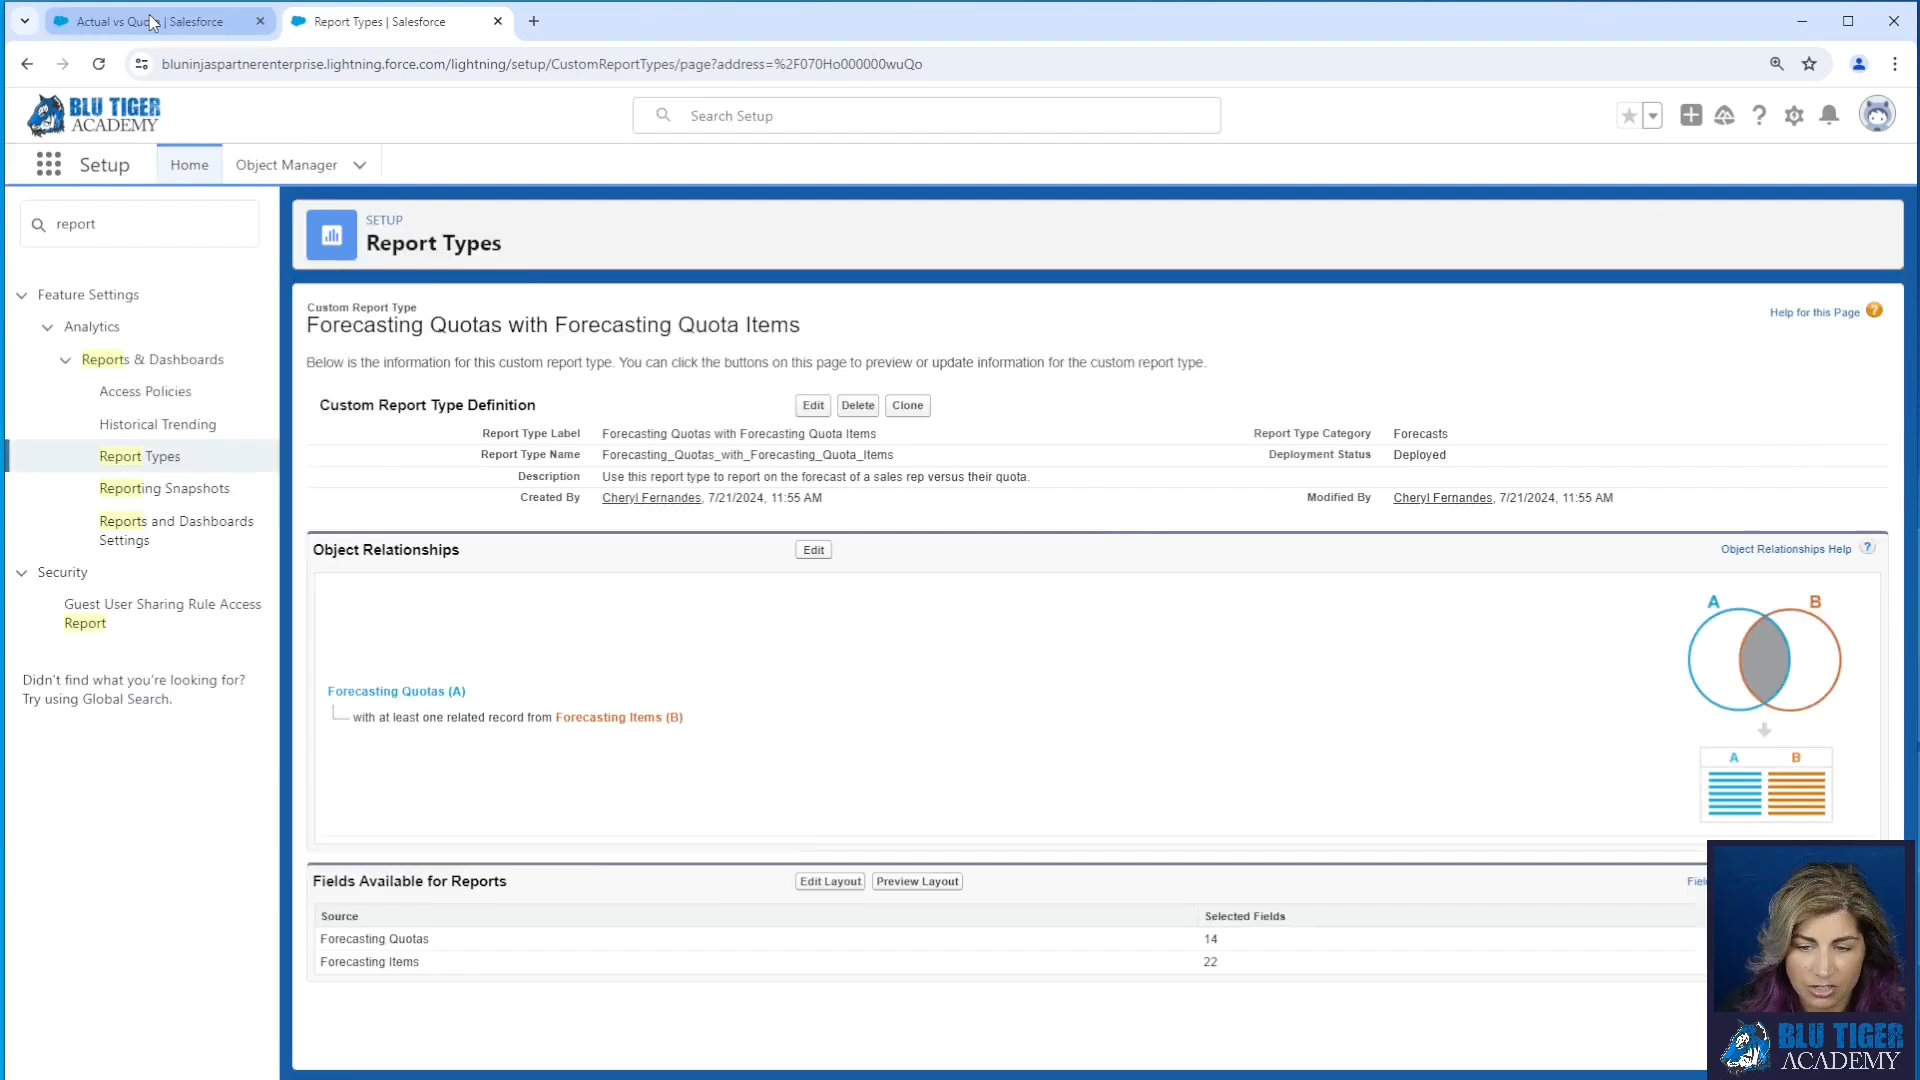 Actual vs Quo | Salesforce
Report Types | Salesforce
bluninjaspartnerenterprise.lightning.force.com/lightning/setup/CustomReportTypes/page?address=%2F070Ho000000wuQo
BLU TIGER
ACADEMY
Search Setup
Setup
Home
Object Manager
report
Feature Settings
Analytics
Reports & Dashboards
Access Policies
Historical Trending
Report Types
Reporting Snapshots
Reports and Dashboards
Settings
Security
Guest User Sharing Rule Access
Report
Didn't find what you're looking for?
Try using Global Search.
SETUP
Report Types
Custom Report Type
Forecasting Quotas with Forecasting Quota Items
Help for this Page
Below is the information for this custom report type. You can click the buttons on this page to preview or update information for the custom report type.
Custom Report Type Definition
Edit
Delete
Clone
Report Type Label Forecasting Quotas with Forecasting Quota Items
Report Type Category Forecasts
Report Type Name Forecasting_Quotas_with_Forecasting_Quota_Items
Deployment Status Deployed
Description Use this report type to report on the forecast of a sales rep versus their quota.
Created By Cheryl Fernandes, 7/21/2024, 11:55 AM
Modified By Cheryl Fernandes, 7/21/2024, 11:55 AM
Object Relationships
Edit
Object Relationships Help ?
A B
Forecasting Quotas (A)
with at least one related record from Forecasting Items (B)
A B
Fields Available for Reports
Edit Layout
Preview Layout
Fiel
Source Selected Fields
Forecasting Quotas 14
Forecasting Items 22
BLU TIGER
ACADEMY